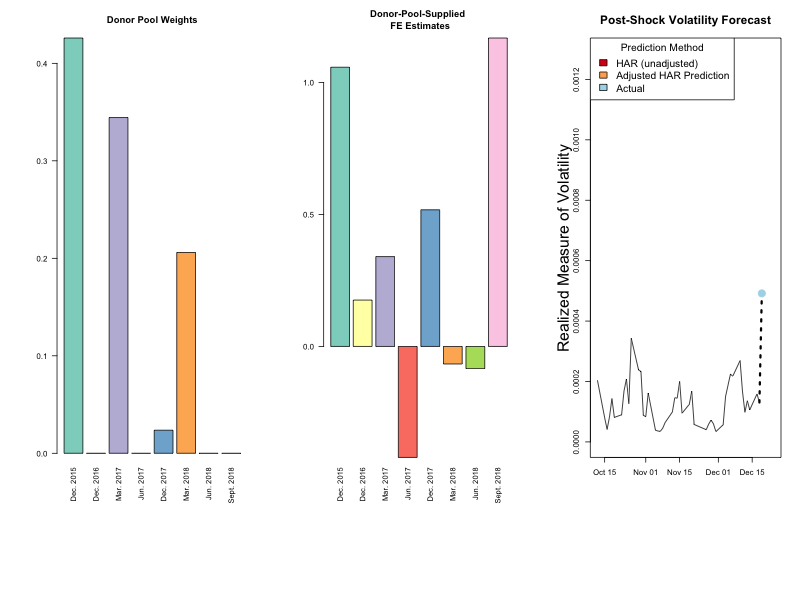 Donor Pool Weights
0.4
0.3
0.2
0.1
0.0
Dec. 2015
Dec. 2016
Mar. 2017
Jun. 2017
Dec. 2017
Mar. 2018
Jun. 2018
Sept. 2018
Donor-Pool-Supplied
FE Estimates
1.0
0.5
0.0
Dec. 2015
Dec. 2016
Mar. 2017
Jun. 2017
Dec. 2017
Mar. 2018
Jun. 2018
Sept. 2018
Post-Shock Volatility Forecast
Prediction Method
HAR (unadjusted)
Adjusted HAR Prediction
Actual
Realized Measure of Volatility
0.0012
0.0010
0.0008
0.0006
0.0004
0.0002
0.0000
Oct 15
Nov 01
Nov 15
Dec 01
Dec 15